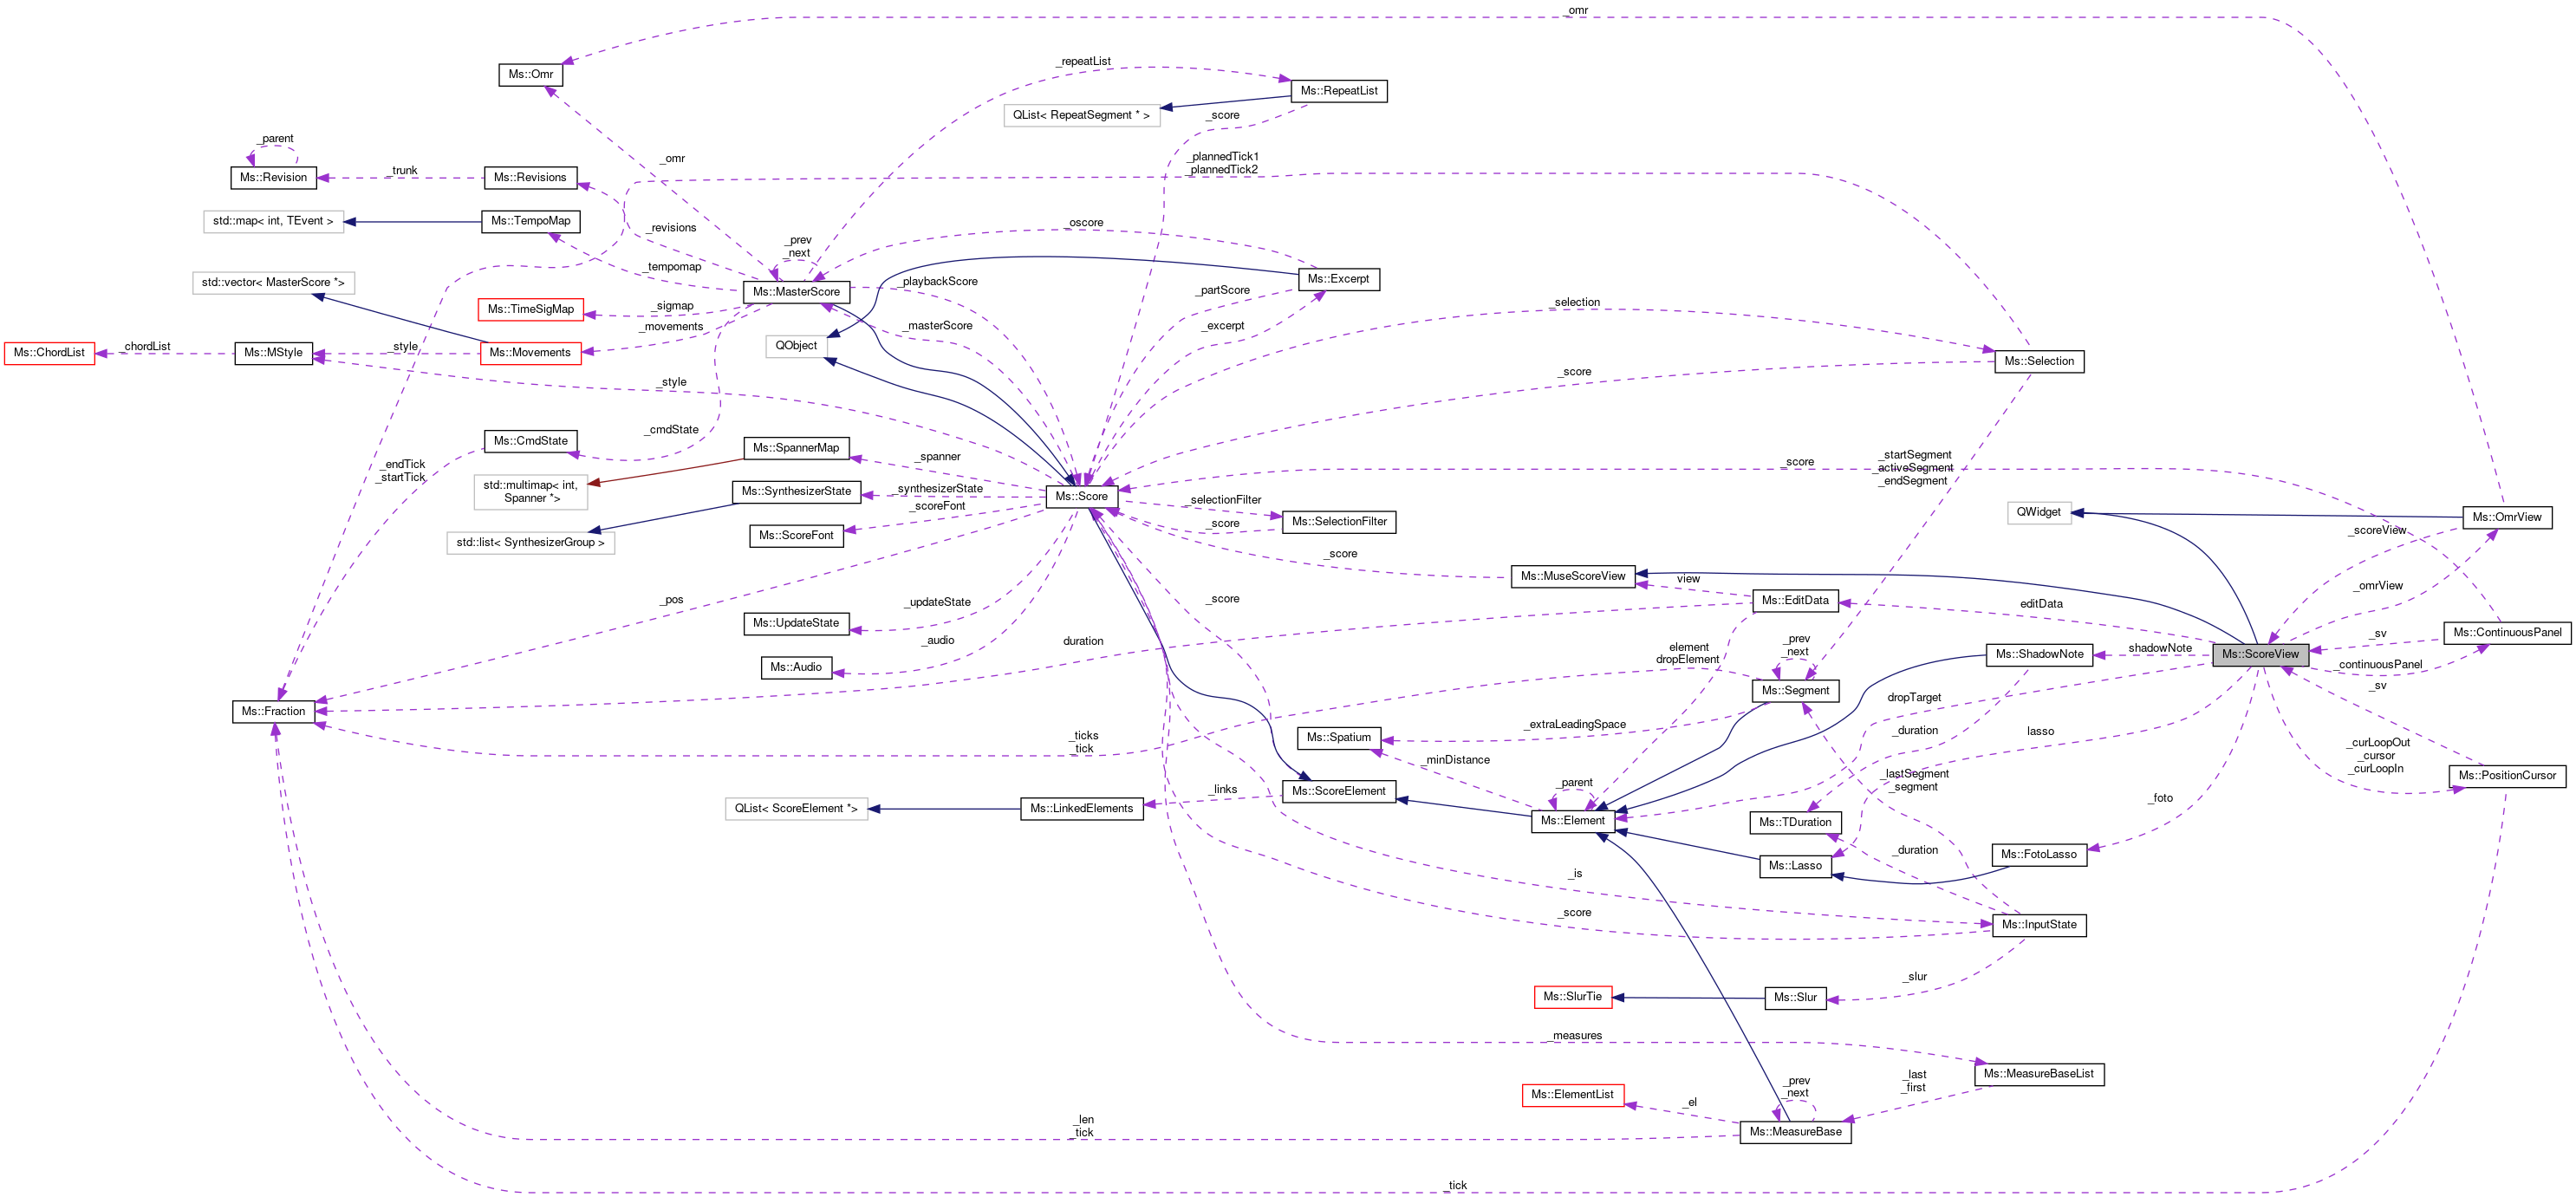 _omr
Ms::Omr
_repeatList
Ms::RepeatList
QList< RepeatSegment * >
_score
_parent
_omr
_plannedTick1
_plannedTick2
Ms::Revision
_trunk
Ms::Revisions
std::map< int, TEvent >
Ms::TempoMap
_revisions
_oscore
_prev
_next
_tempomap
std::vector< MasterScore *>
Ms::MasterScore
_playbackScore
Ms::Excerpt
_partScore
_selection
Ms::TimeSigMap
_sigmap
_movements
_masterScore
_excerpt
Ms::ChordList
_chordList
Ms::MStyle
_style
Ms::Movements
QObject
Ms::Selection
_style
_score
_cmdState
Ms::CmdState
Ms::SpannerMap
_spanner
_endTick
_startTick
std::multimap< int,
Spanner *>
Ms::SynthesizerState
_synthesizerState
Ms::Score
_selectionFilter
_score
_startSegment
_activeSegment
_endSegment
_scoreFont
Ms::ScoreFont
std::list< SynthesizerGroup >
_score
Ms::SelectionFilter
QWidget
Ms::OmrView
_scoreView
_score
Ms::MuseScoreView
view
Ms::EditData
editData
_omrView
_pos
_updateState
_score
Ms::UpdateState
_audio
duration
element
dropElement
_prev
_next
Ms::ShadowNote
shadowNote
Ms::ScoreView
_sv
Ms::ContinuousPanel
_continuousPanel
Ms::Audio
Ms::Segment
dropTarget
_sv
Ms::Fraction
_ticks
_tick
_extraLeadingSpace
Ms::Spatium
_duration
lasso
_curLoopOut
_cursor
_curLoopIn
_minDistance
_lastSegment
_segment
Ms::PositionCursor
QList< ScoreElement *>
Ms::LinkedElements
_links
Ms::ScoreElement
_parent
Ms::Element
Ms::TDuration
_foto
_duration
Ms::Lasso
Ms::FotoLasso
_is
_score
Ms::InputState
_slur
Ms::SlurTie
Ms::Slur
_measures
Ms::MeasureBaseList
_last
_first
Ms::ElementList
_el
_prev
_next
_len
_tick
Ms::MeasureBase
_tick